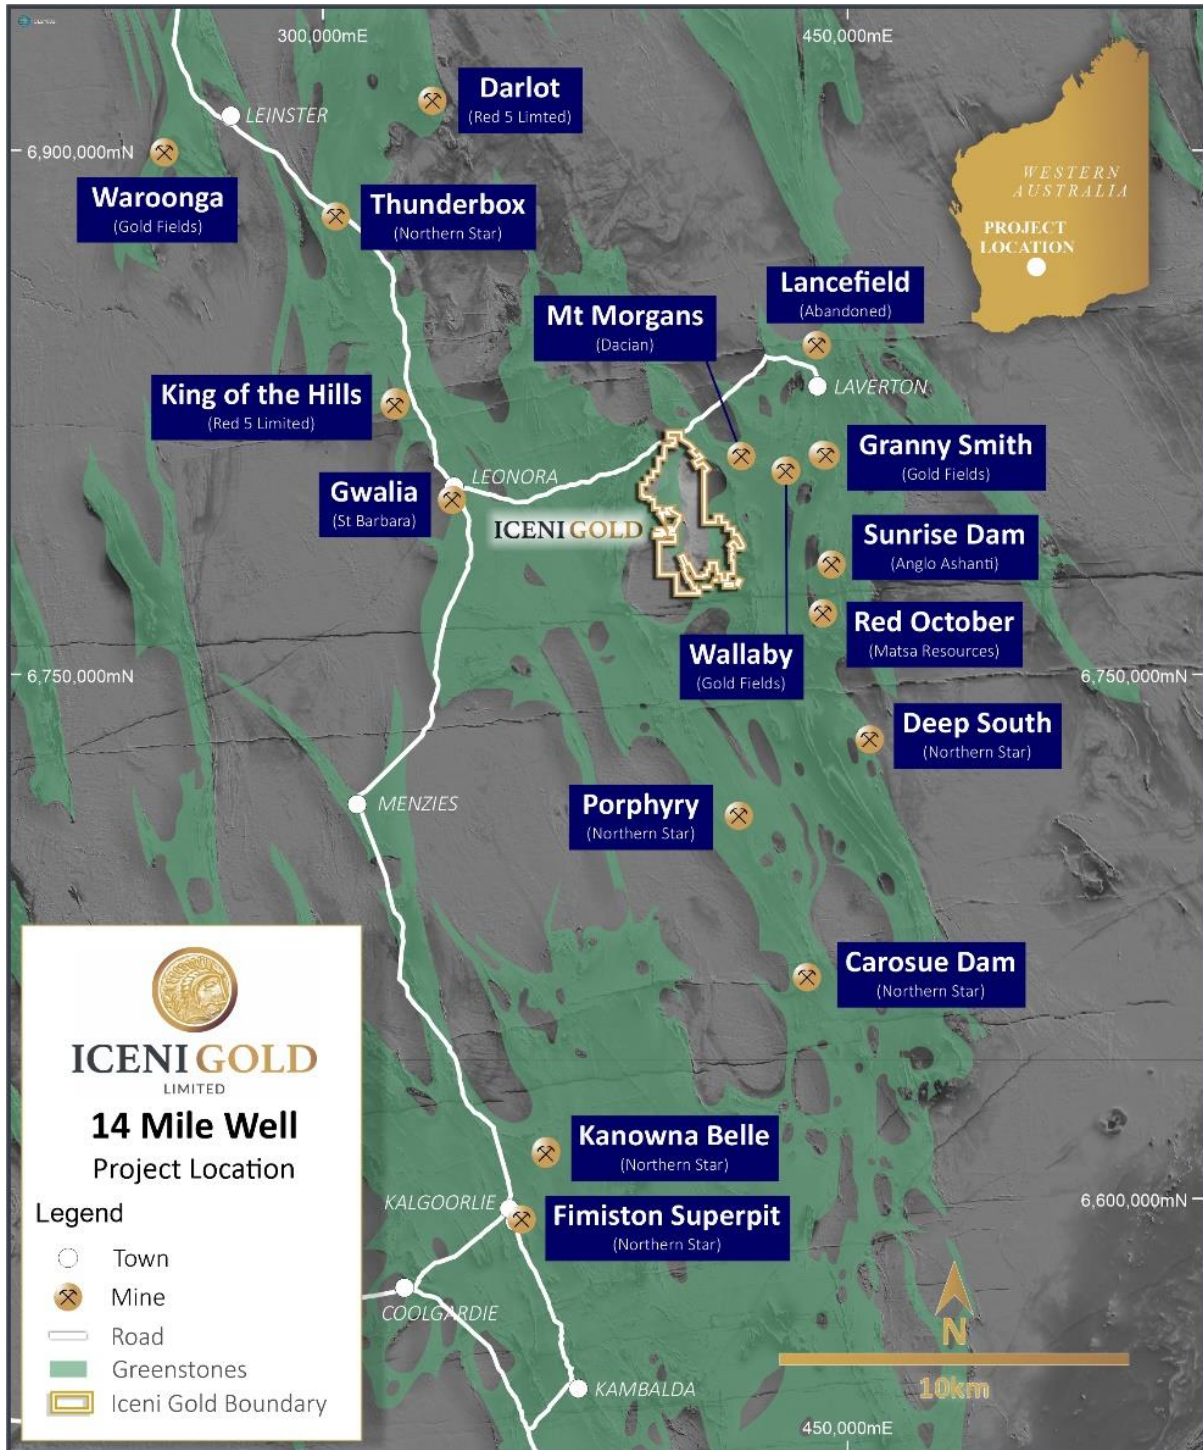 300,000mE
450,000mE
LEINSTER
Darlot
(Red 5 Limted)
6,900,000mN
Waroonga
(Gold Fields)
Thunderbox
(Northern Star)
WESTERN
AUSTRALIA
PROJECT
LOCATION
Lancefield
(Abandoned)
Mt Morgans
(Dacian)
LAVERTON
King of the Hills
(Red 5 Limited)
Granny Smith
(Gold Fields)
LEONORA
Gwalia
(St Barbara)
ICENI GOLD
Sunrise Dam
(Anglo Ashanti)
Red October
(Matsa Resources)
Wallaby
(Gold Fields)
6,750,000mN
6,750,000mN
Deep South
(Northern Star)
MENZIES
Porphyry
(Northern Star)
Carosue Dam
(Northern Star)
ICENI GOLD
LIMITED
14 Mile Well
Project Location
Legend
Town
Mine
Road
Greenstones
Iceni Gold Boundary
Kanowna Belle
(Northern Star)
KALGOORLIE
Fimiston Superpit
(Northern Star)
6,600,000mN
COOLGARDIE
N
10km
KAMBALDA
450,000mE